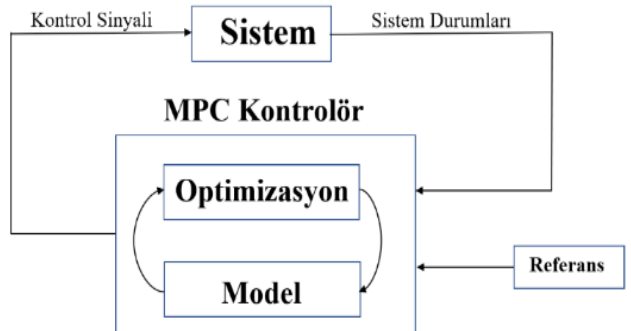 Kontrol Sinyali
Sistem
Sistem Durumları
MPC Kontrolör
Optimizasyon
Model
Referans